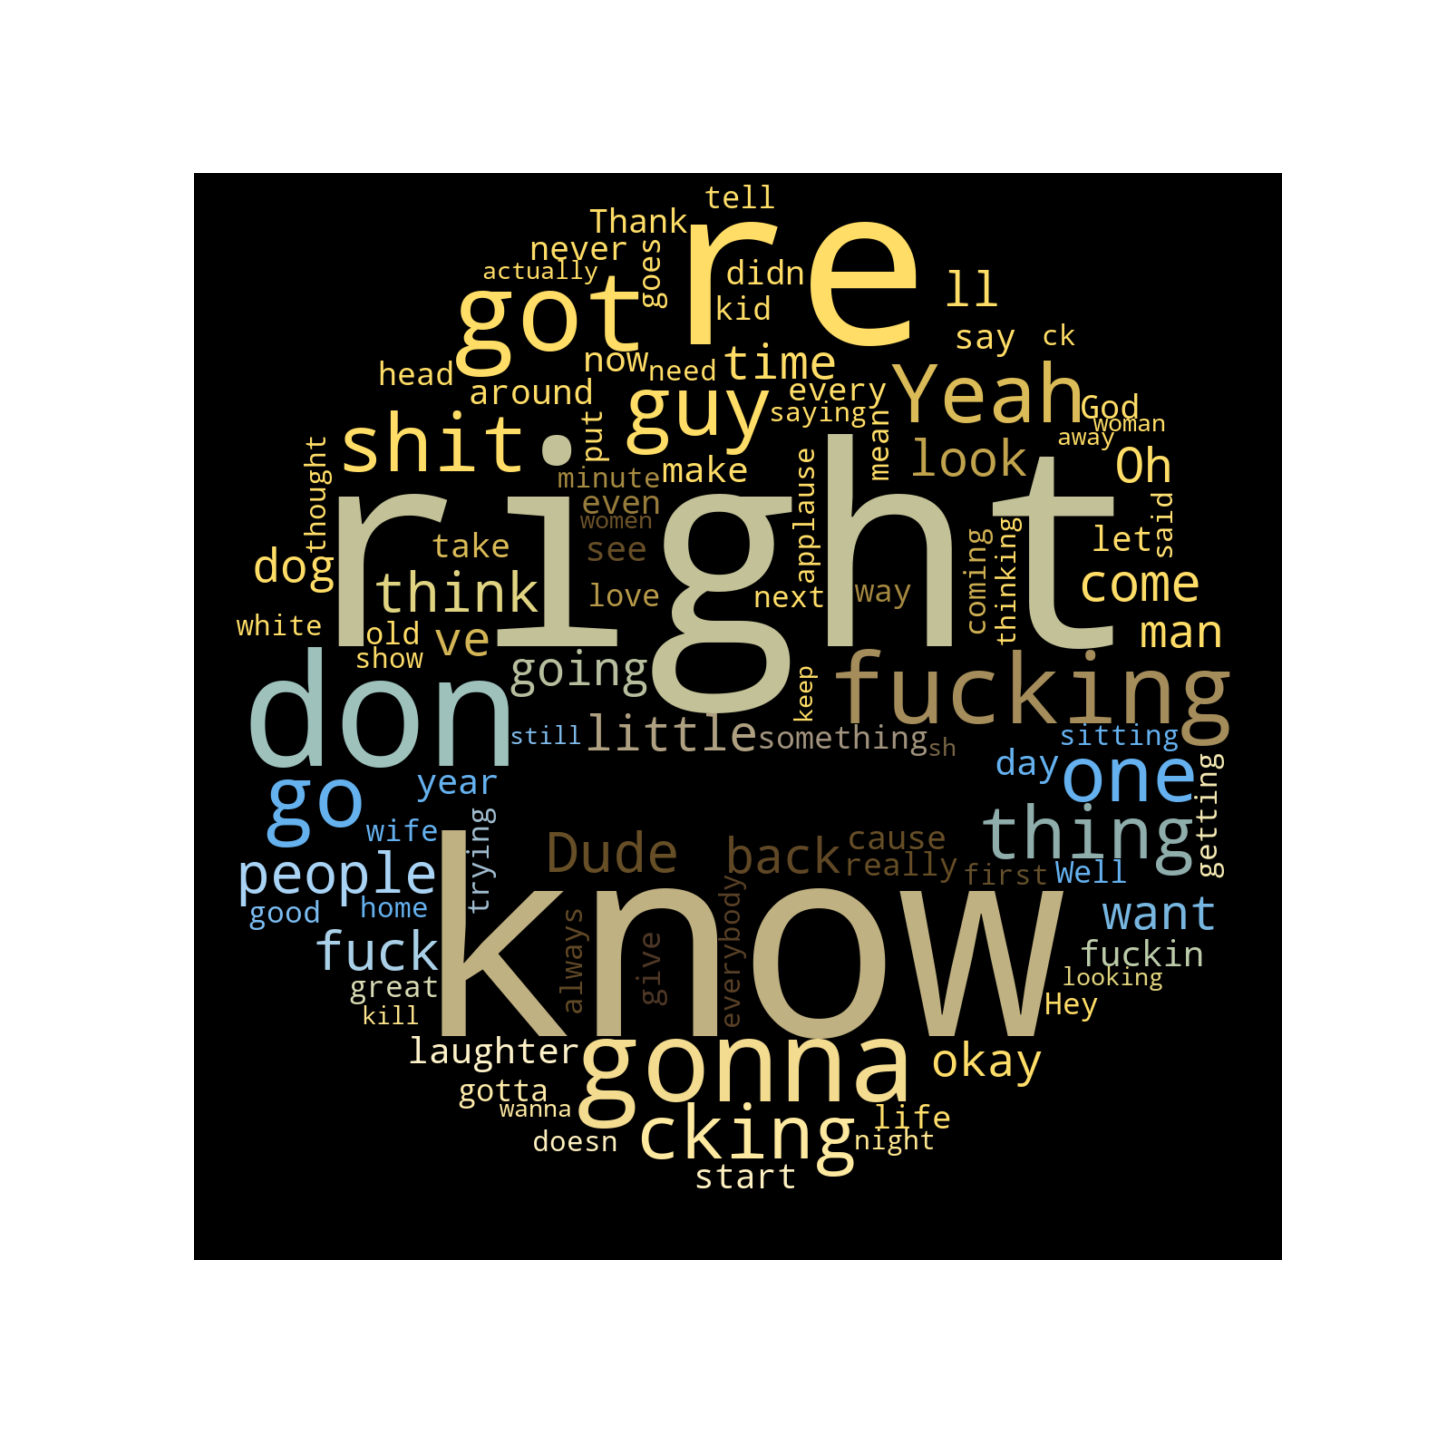 tell
Thank
re
never
goes
didn
actually
ll
got
kid
say
ck
now
need
time
head
around
every
Yeah
God
guy
saying
woman
shit
put
mean
away
look
Oh
right
minute
make
thought
even
applause
said
women
take
see
coming
thinking
let
dog
think
love
next
way
come
white
old
ve
man
show
going
don
keep
fucking
still
little
something
sh
sitting
year
day
one
getting
go
wife
trying
thing
Dude
back
cause
people
really
first
Well
good
home
know
want
always
give
everybody
fuck
fuckin
great
looking
kill
Hey
laughter
gonna
okay
gotta
wanna
life
cking
doesn
night
start